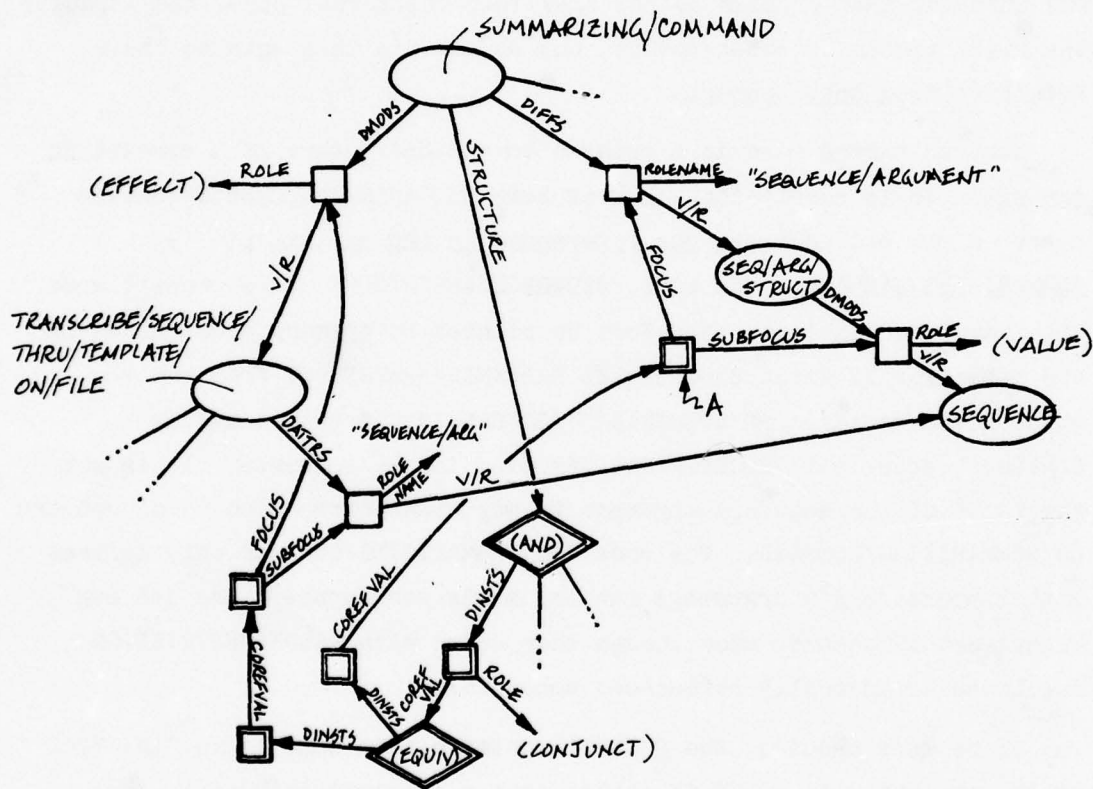 SUMMARIZING/COMMAND
DMODS
DIFFS
STRUCTURE
(EFFECT)
ROLE
ROLENAME
"SEQUENCE/ARGUMENT"
V/R
V/R
FOCUS
SEQ/ARG/
STRUCT
DMODS
TRANSCRIBE/SEQUENCE/
THRU/TEMPLATE/
ON/FILE
SUBFOCUS
ROLE
(VALUE)
V/R
A
SEQUENCE
DATTRS
"SEQUENCE/ARG"
ROLE
NAME
V/R
FOCUS
SUBFOCUS
(AND)
COREFVAL
DINSTS
COREFVAL
DINSTS
COREF
VAL
ROLE
DINSTS
(EQUIV)
(CONJUNCT)